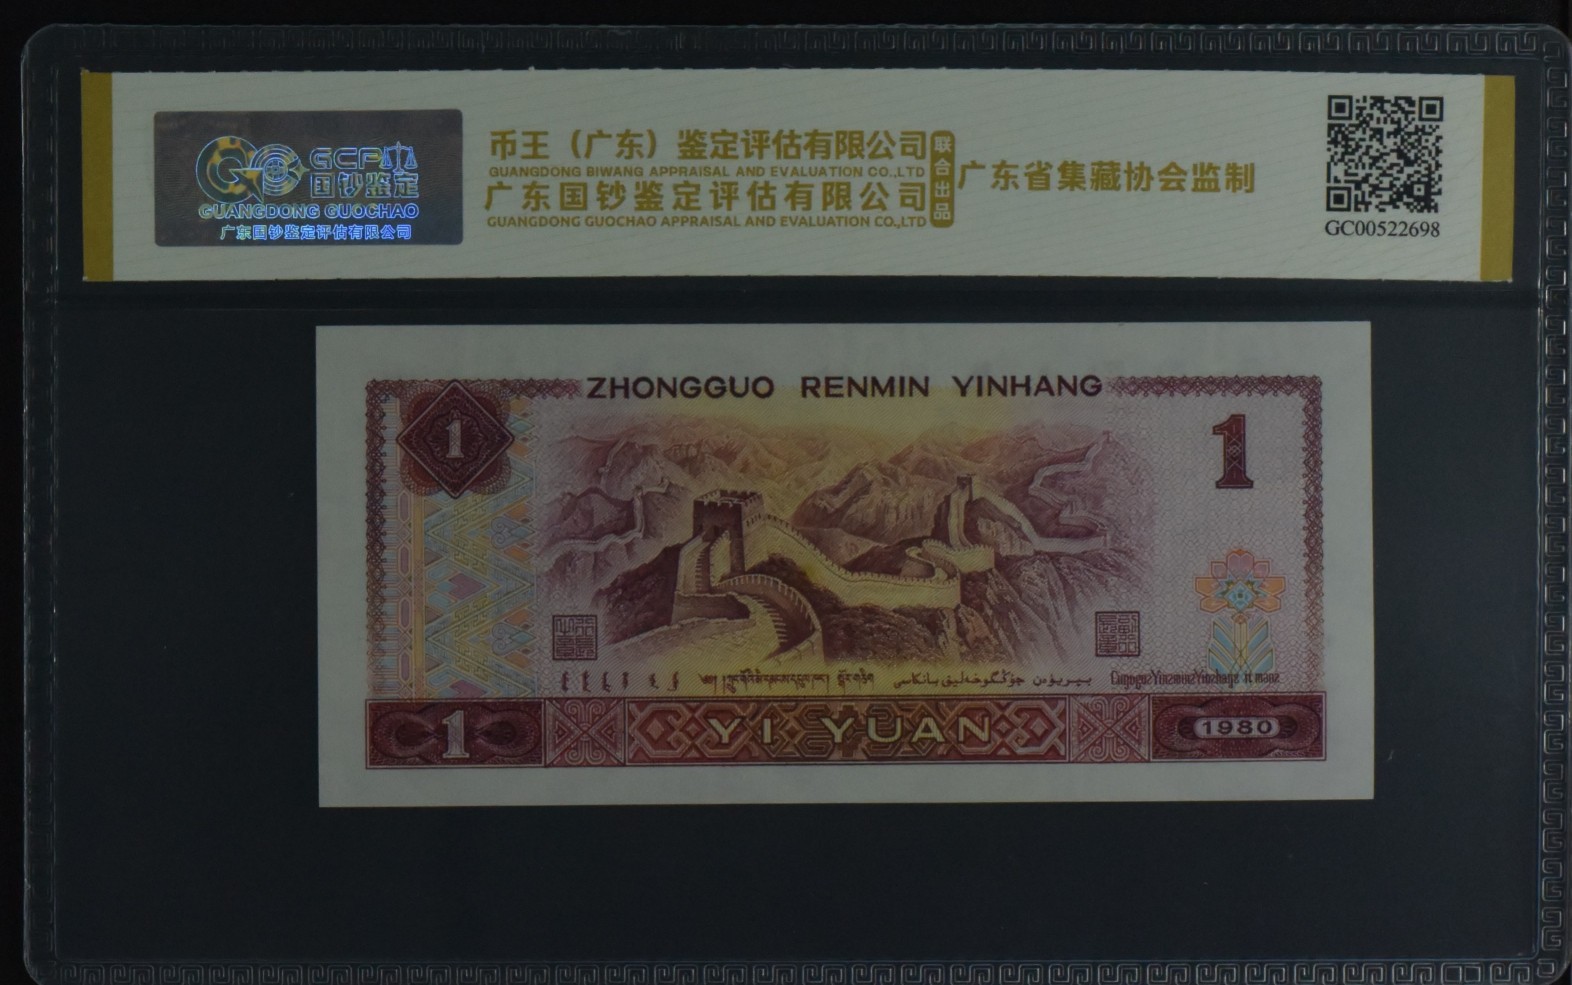 GCP
国钞鉴定
GUANGDONG GUOCHAO
广东国钞鉴定评估有限公司
币王（广东）鉴定评估有限公司
GUANGDONG BIWANG APPRAISAL AND EVALUATION CO.,LTD
广东国钞鉴定评估有限公司
GUANGDONG GUOCHAO APPRAISAL AND EVALUATION CO.,LTD
联合出品
广东省集藏协会监制
GC00522698
ZHONGGUO RENMIN YINHANG
1
1
1
YI YUAN
1980